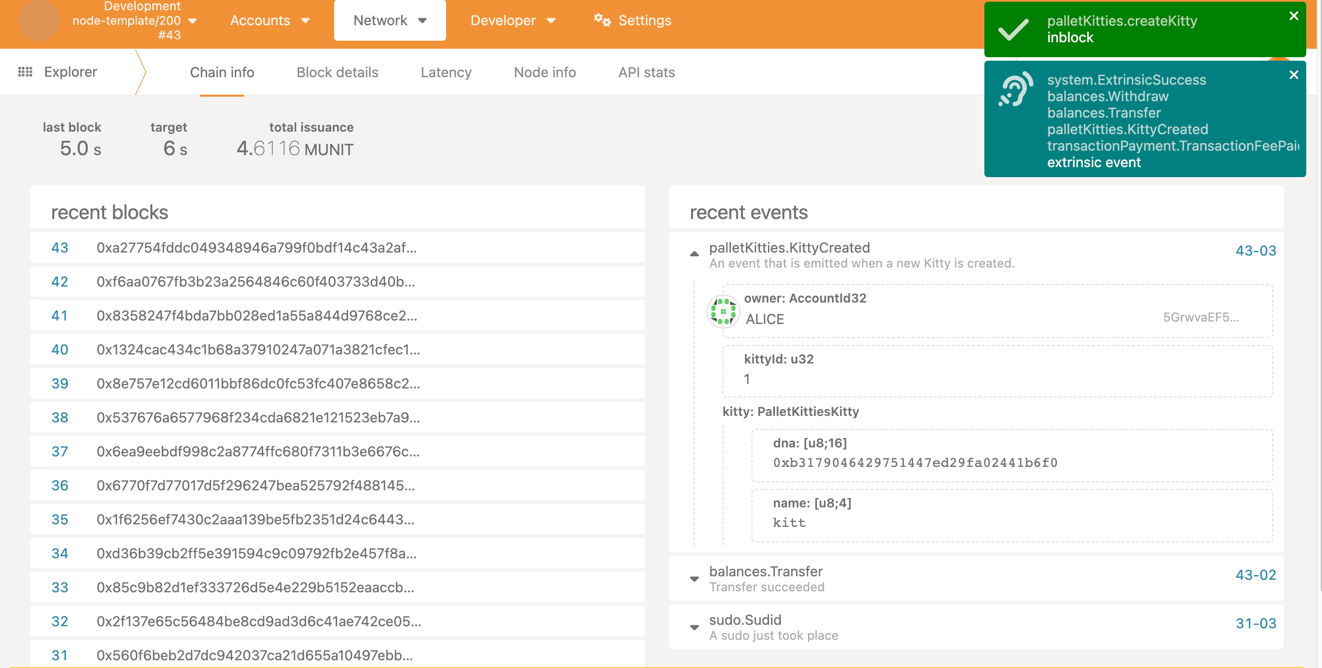 Development
node-template/200
#43
Accounts
Network
Developer
Settings
palletKitties.createKitty
inblock
Explorer
Chain info
Block details
Latency
Node info
API stats
system.ExtrinsicSuccess
balances.Withdraw
balances.Transfer
palletKitties.KittyCreated
transactionPayment.TransactionFeePai
extrinsic event
last block
5.0 s
target
6 s
total issuance
4.6116 MUNIT
recent blocks
43 0xa27754fddc049348946a799f0bdf14c43a2af...
42 0xf6aa0767fb3b23a2564846c60f403733d40b...
41 0x8358247f4bda7bb028ed1a55a844d9768ce2...
40 0x1324cac434c1b68a37910247a071a3821cfec1...
39 0x8e757e12cd6011bbf86dc0fc53fc407e8658c2...
38 0x537676a6577968f234cda6821e121523eb7a9...
37 0x6ea9eebdf998c2a8774ffc680f7311b3e6676c...
36 0x6770f7d77017d5f296247bea525792f488145...
35 0x1f6256ef7430c2aaa139be5fb2351d24c6443...
34 0xd36b39cb2ff5e391594c9c09792fb2e457f8a...
33 0x85c9b82d1ef333726d5e4e229b5152eaaccb...
32 0x2f137e65c56484be8cd9ad3d6c41ae742ce05...
31 0x560f6beb2d7dc942037ca21d655a10497ebb...
recent events
palletKitties.KittyCreated 43-03
An event that is emitted when a new Kitty is created.
owner: AccountId32
ALICE 5GrwvaEF5...
kittyId: u32
1
kitty: PalletKittiesKitty
dna: [u8;16]
0xb3179046429751447ed29fa02441b6f0
name: [u8;4]
kitt
balances.Transfer 43-02
Transfer succeeded
sudo.Sudid 31-03
A sudo just took place